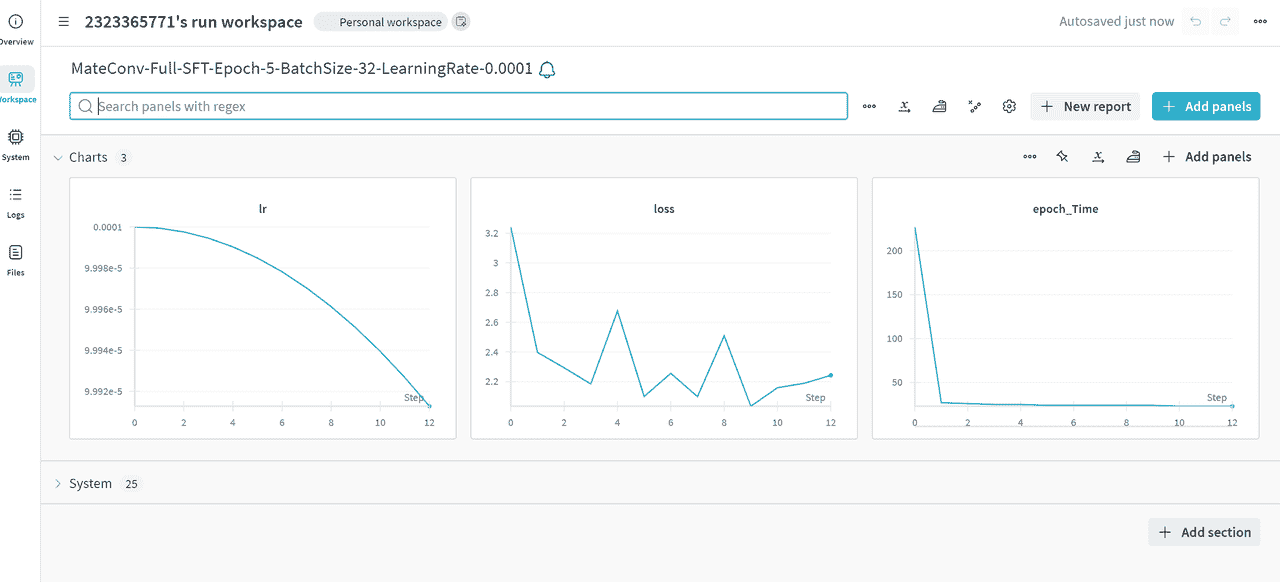 2323365771's run workspace
Personal workspace
Autosaved just now
Overview
Workspace
System
Logs
Files
MateConv-Full-SFT-Epoch-5-BatchSize-32-LearningRate-0.0001
Search panels with regex
New report
Add panels
Charts 3
Add panels
lr
0.0001
9.998e-5
9.996e-5
9.994e-5
9.992e-5
Step
0 2 4 6 8 10 12
loss
3.2
3
2.8
2.6
2.4
2.2
Step
0 2 4 6 8 10 12
epoch_Time
200
150
100
50
Step
0 2 4 6 8 10 12
System 25
Add section